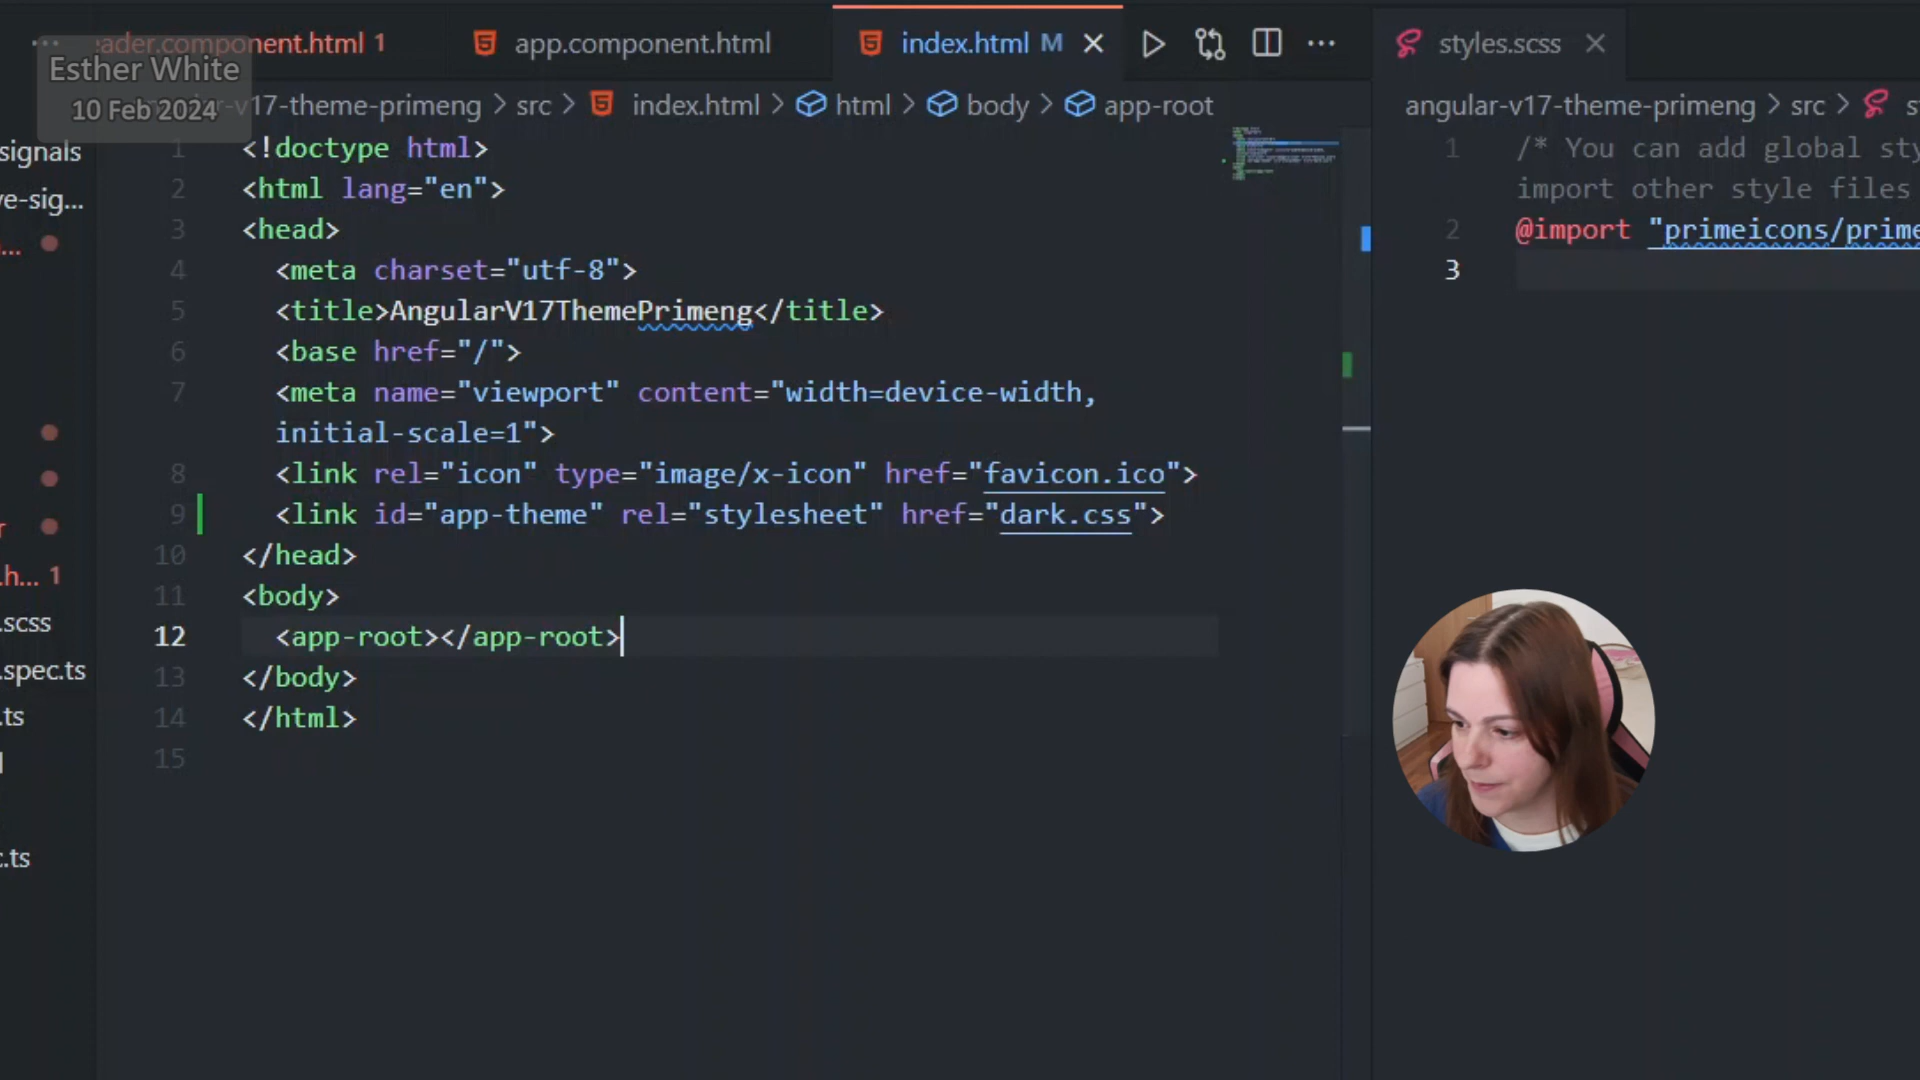 ader.component.html 1
app.component.html
index.html M
styles.scss
Esther White
10 Feb 2024
-v17-theme-primeng > src > index.html > html > body > app-root
angular-v17-theme-primeng > src > s
signals
ve-sig...
...
.h... 1
.scss
.spec.ts
.ts
.ts
1 <!doctype html>
2 <html lang="en">
3 <head>
4 <meta charset="utf-8">
5 <title>AngularV17ThemePrimeng</title>
6 <base href="/">
7 <meta name="viewport" content="width=device-width,
initial-scale=1">
8 <link rel="icon" type="image/x-icon" href="favicon.ico">
9 <link id="app-theme" rel="stylesheet" href="dark.css">
10 </head>
11 <body>
12 <app-root></app-root>
13 </body>
14 </html>
15
1 /* You can add global sty
import other style files
2 @import "primeicons/prime
3